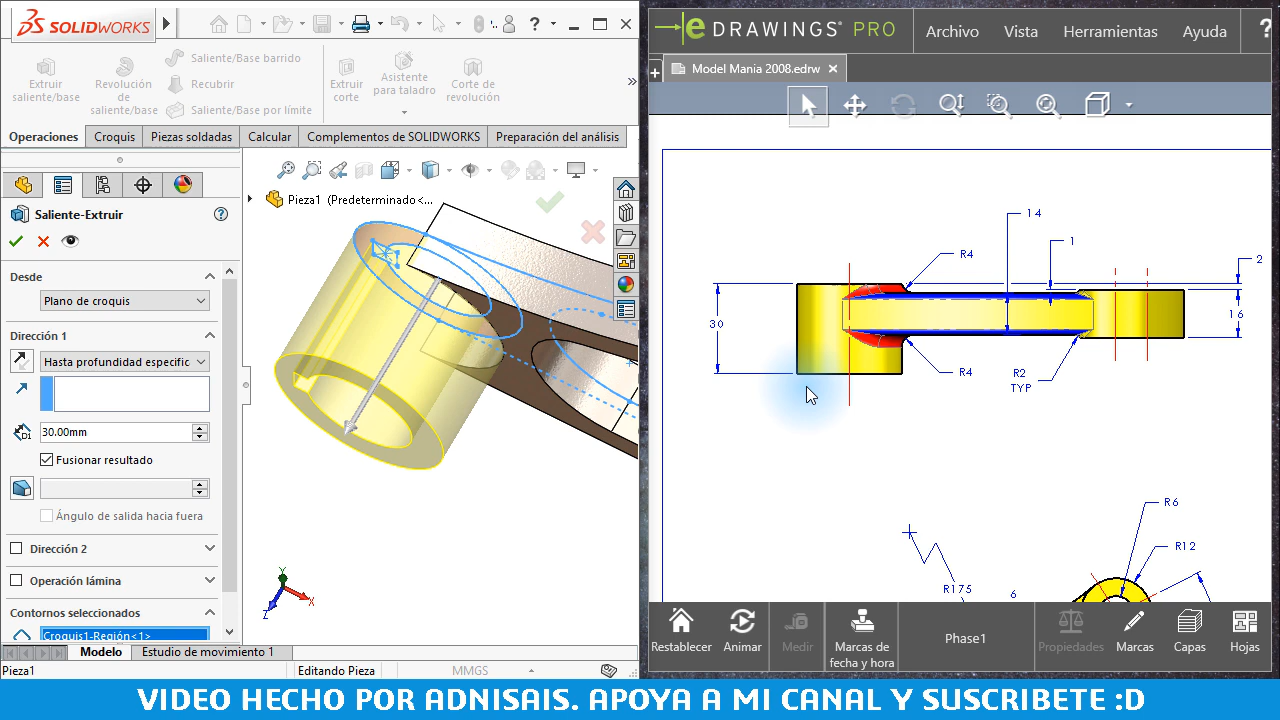 SOLIDWORKS
?
Extruir saliente/base
Revolución de saliente/base
Saliente/Base barrido
Recubrir
Saliente/Base por límite
Extruir corte
Asistente para taladro
Corte de revolución
»
Operaciones Croquis Piezas soldadas Calcular Complementos de SOLIDWORKS Preparación del análisis
Pieza1 (Predeterminado<...
Saliente-Extruir
Desde
Plano de croquis
Dirección 1
Hasta profundidad especific
30.00mm
Fusionar resultado
Ángulo de salida hacia fuera
Dirección 2
Operación lámina
Contornos seleccionados
Croquis1-Región<1>
Y
X
Z
Modelo Estudio de movimiento 1
Pieza1 Editando Pieza MMGS
eDRAWINGS® PRO Archivo Vista Herramientas Ayuda ?
+ Model Mania 2008.edrw ×
14
1
R4
2
30
16
R4
R2
TYP
R6
R12
R175
6
Restablecer
Animar
Medir
Marcas de fecha y hora
Phase1
Propiedades
Marcas
Capas
Hojas
VIDEO HECHO POR ADNISAIS. APOYA A MI CANAL Y SUSCRIBETE :D